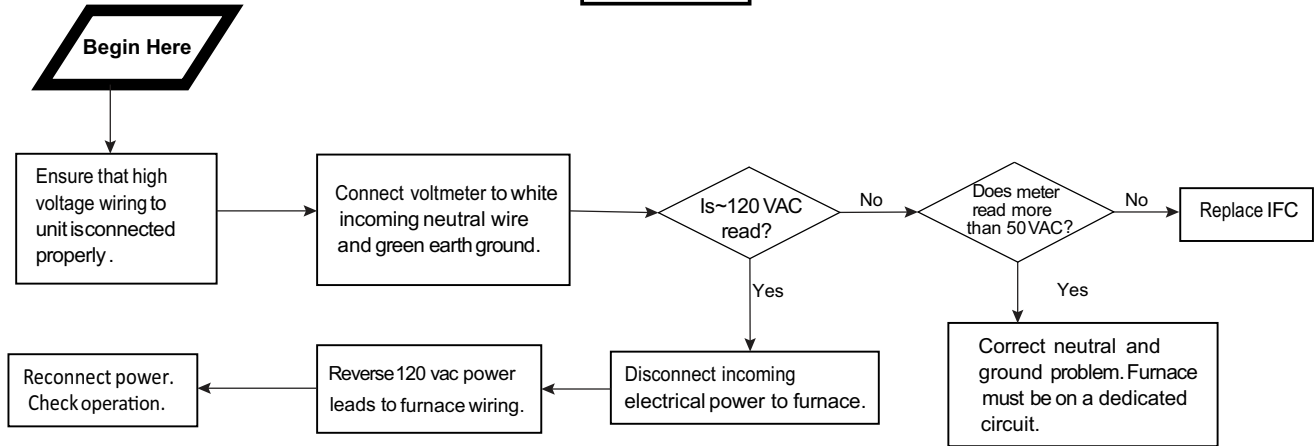 Begin Here
Ensure that high
voltage wiring to
unit is connected
properly.
Connect voltmeter to white
incoming neutral wire
and green earth ground.
Is ~120 VAC
read?
No
Does meter
read more
than 50 VAC?
No
Replace IFC
Yes
Yes
Correct neutral and
ground problem. Furnace
must be on a dedicated
circuit.
Disconnect incoming
electrical power to furnace.
Reverse 120 vac power
leads to furnace wiring.
Reconnect power.
Check operation.